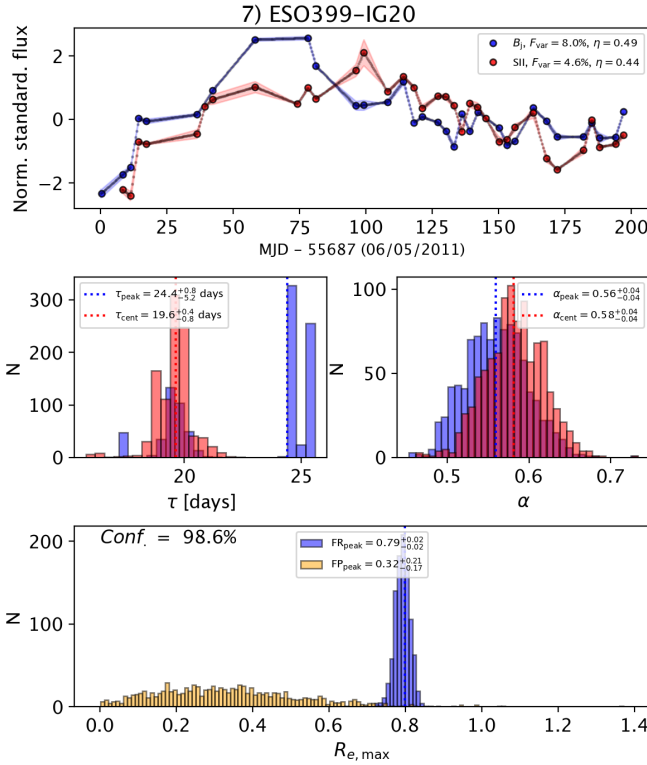 7) ESO399−IG20
Norm. standard. flux
2
0
−2
B_j, F_var = 8.0%, η = 0.49
SII, F_var = 4.6%, η = 0.44
0 25 50 75 100 125 150 175 200
MJD − 55687 (06/05/2011)
N
300
200
100
0
τ_peak = 24.4^{+0.8}_{−5.2} days
τ_cent = 19.6^{+0.4}_{−0.8} days
20 25
τ [days]
N
100
50
0
α_peak = 0.56^{+0.04}_{−0.04}
α_cent = 0.58^{+0.04}_{−0.04}
0.5 0.6 0.7
α
N
200
100
0
Conf. = 98.6%
FR_peak = 0.79^{+0.02}_{−0.02}
FP_peak = 0.32^{+0.21}_{−0.17}
0.0 0.2 0.4 0.6 0.8 1.0 1.2 1.4
R_{e, max}